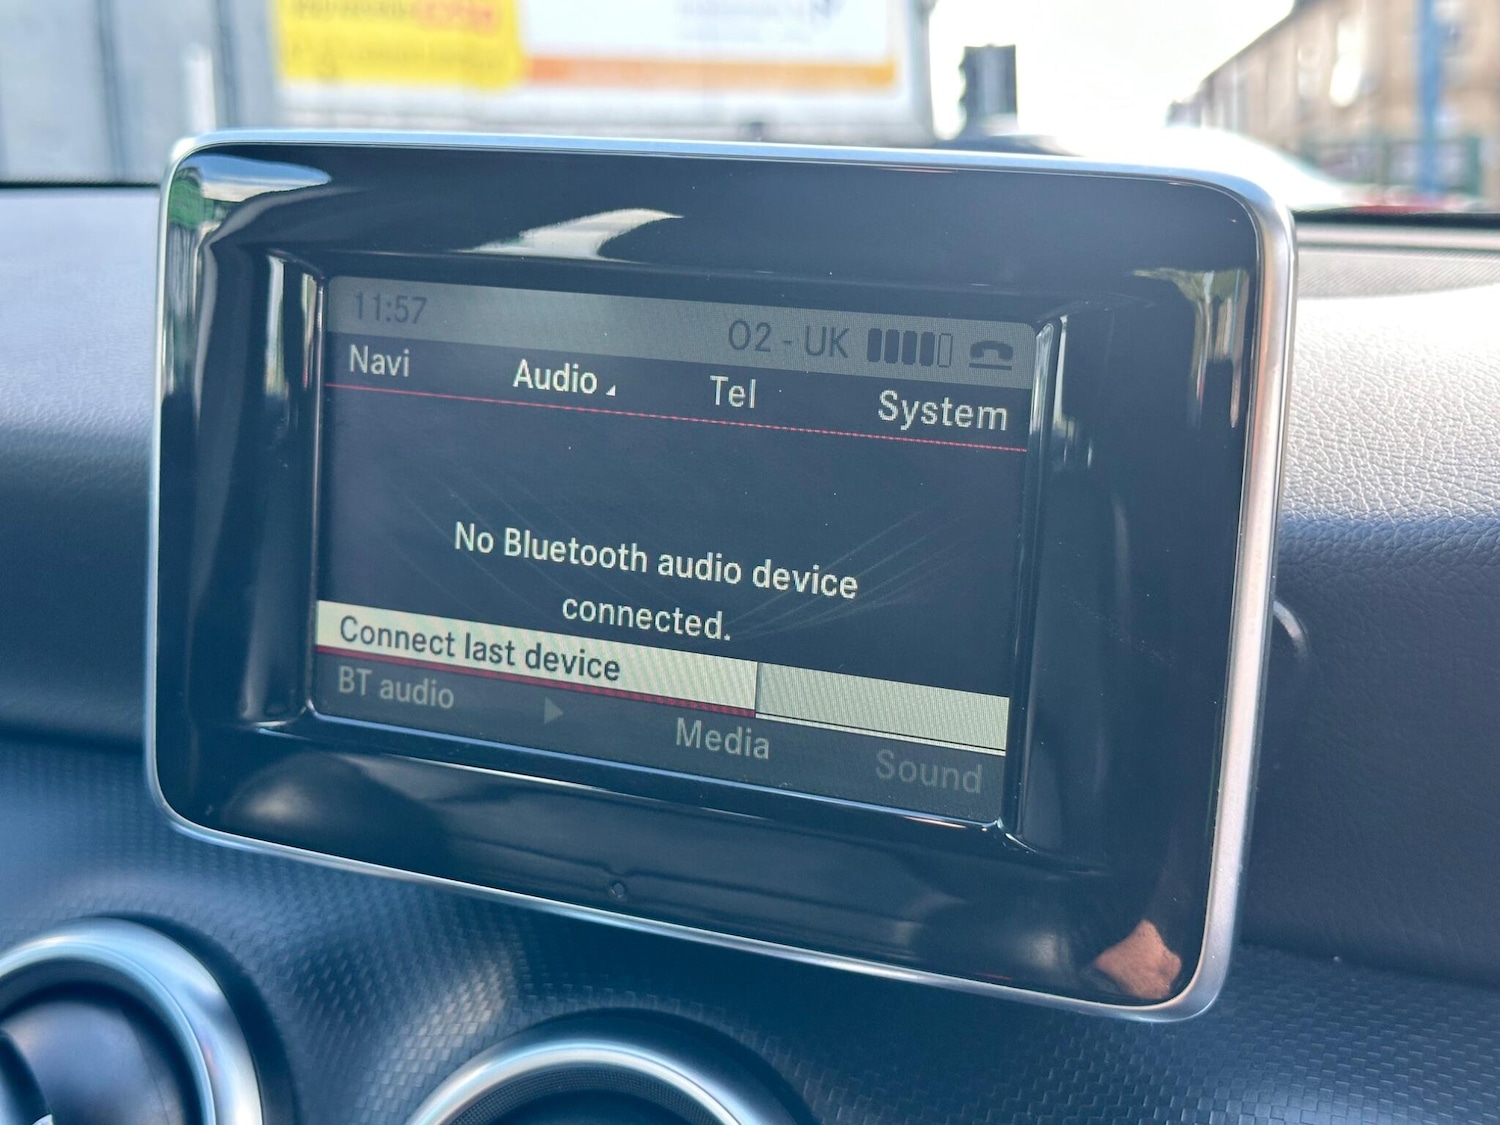 11:57
O2 - UK
Navi Audio Tel System
No Bluetooth audio device
connected.
Connect last device
BT audio Media Sound